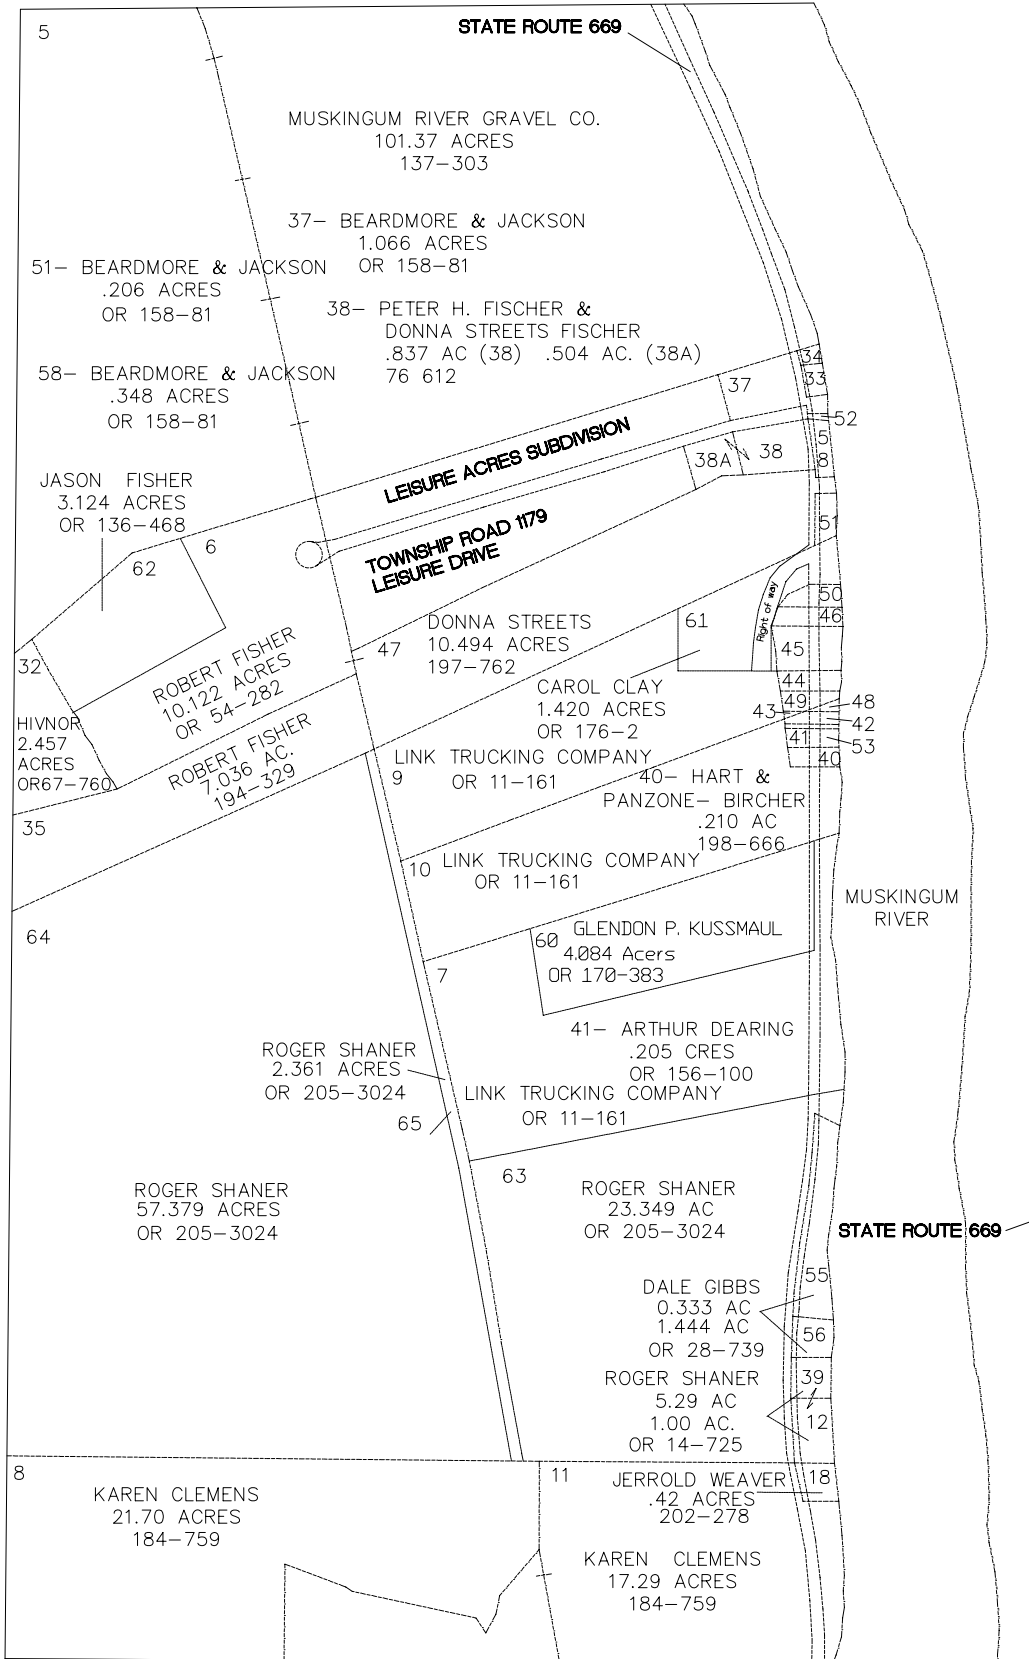 5
STATE ROUTE 669
MUSKINGUM RIVER GRAVEL CO.
101.37 ACRES
137-303
37- BEARDMORE & JACKSON
1.066 ACRES
OR 158-81
51- BEARDMORE & JACKSON
.206 ACRES
OR 158-81
38- PETER H. FISCHER &
DONNA STREETS FISCHER
.837 AC (38) .504 AC. (38A)
76 612
58- BEARDMORE & JACKSON
.348 ACRES
OR 158-81
34
33
37
52
5
8
38
38A
LEISURE ACRES SUBDIVISION
JASON FISHER
3.124 ACRES
OR 136-468
51
6
62
TOWNSHIP ROAD 1179
LEISURE DRIVE
Right of way
50
46
61
45
DONNA STREETS
10.494 ACRES
197-762
47
32
ROBERT FISHER
10.122 ACRES
OR 54-282
HIVNOR
2.457
ACRES
OR67-760
ROBERT FISHER
7.036 AC.
194-329
CAROL CLAY
1.420 ACRES
OR 176-2
44
49
48
43
42
41
53
40
LINK TRUCKING COMPANY
9
OR 11-161
40- HART &
PANZONE- BIRCHER
.210 AC
198-666
35
10
LINK TRUCKING COMPANY
OR 11-161
MUSKINGUM
RIVER
64
60
GLENDON P. KUSSMAUL
4.084 Acers
OR 170-383
7
41- ARTHUR DEARING
.205 CRES
OR 156-100
ROGER SHANER
2.361 ACRES
OR 205-3024
LINK TRUCKING COMPANY
OR 11-161
65
63
ROGER SHANER
57.379 ACRES
OR 205-3024
ROGER SHANER
23.349 AC
OR 205-3024
STATE ROUTE 669
55
DALE GIBBS
0.333 AC
1.444 AC
OR 28-739
56
ROGER SHANER
5.29 AC
1.00 AC.
OR 14-725
39
12
8
11
JERROLD WEAVER
.42 ACRES
202-278
18
KAREN CLEMENS
21.70 ACRES
184-759
KAREN CLEMENS
17.29 ACRES
184-759